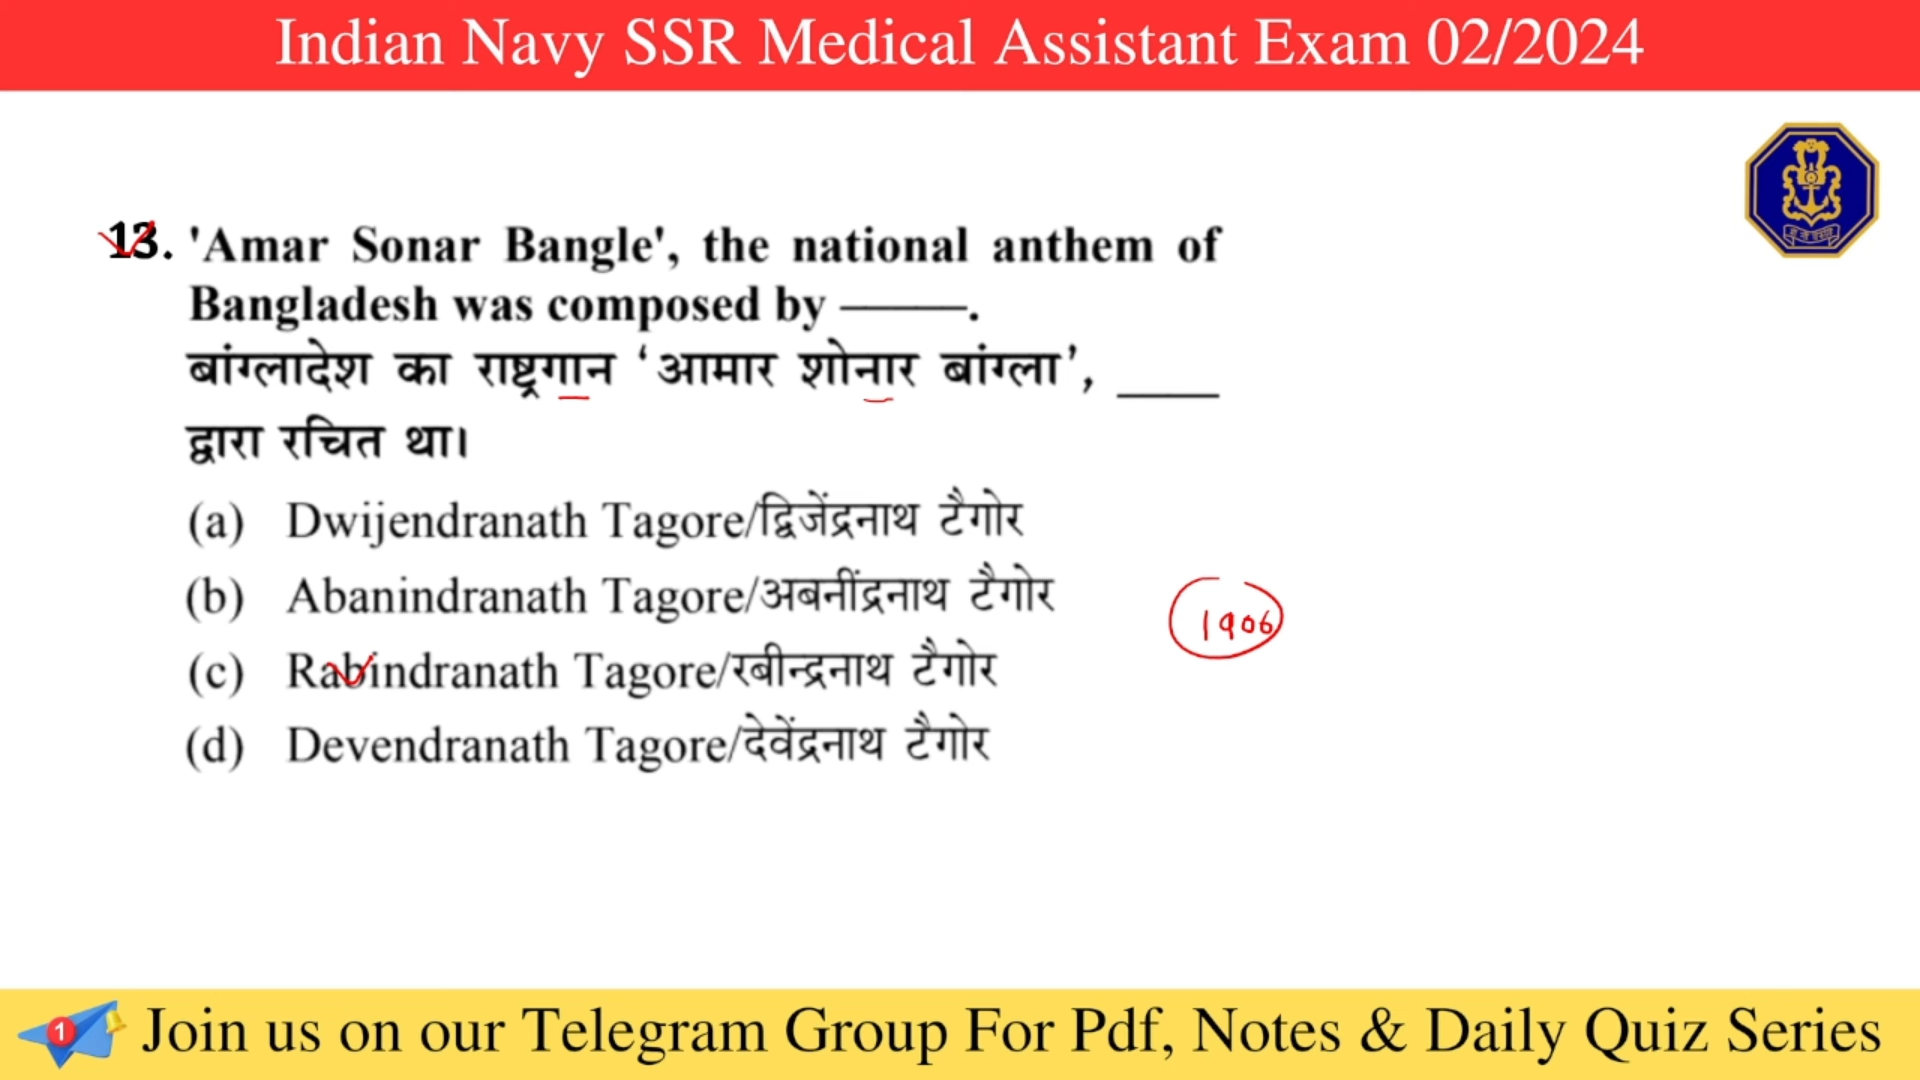 Indian Navy SSR Medical Assistant Exam 02/2024
13. 'Amar Sonar Bangle', the national anthem of
Bangladesh was composed by ———.
बांग्लादेश का राष्ट्रगान ‘आमार शोनार बांग्ला’, ____
द्वारा रचित था।
(a) Dwijendranath Tagore/द्विजेंद्रनाथ टैगोर
(b) Abanindranath Tagore/अबनींद्रनाथ टैगोर
1906
(c) Rabindranath Tagore/रबीन्द्रनाथ टैगोर
(d) Devendranath Tagore/देवेंद्रनाथ टैगोर
1 Join us on our Telegram Group For Pdf, Notes & Daily Quiz Series